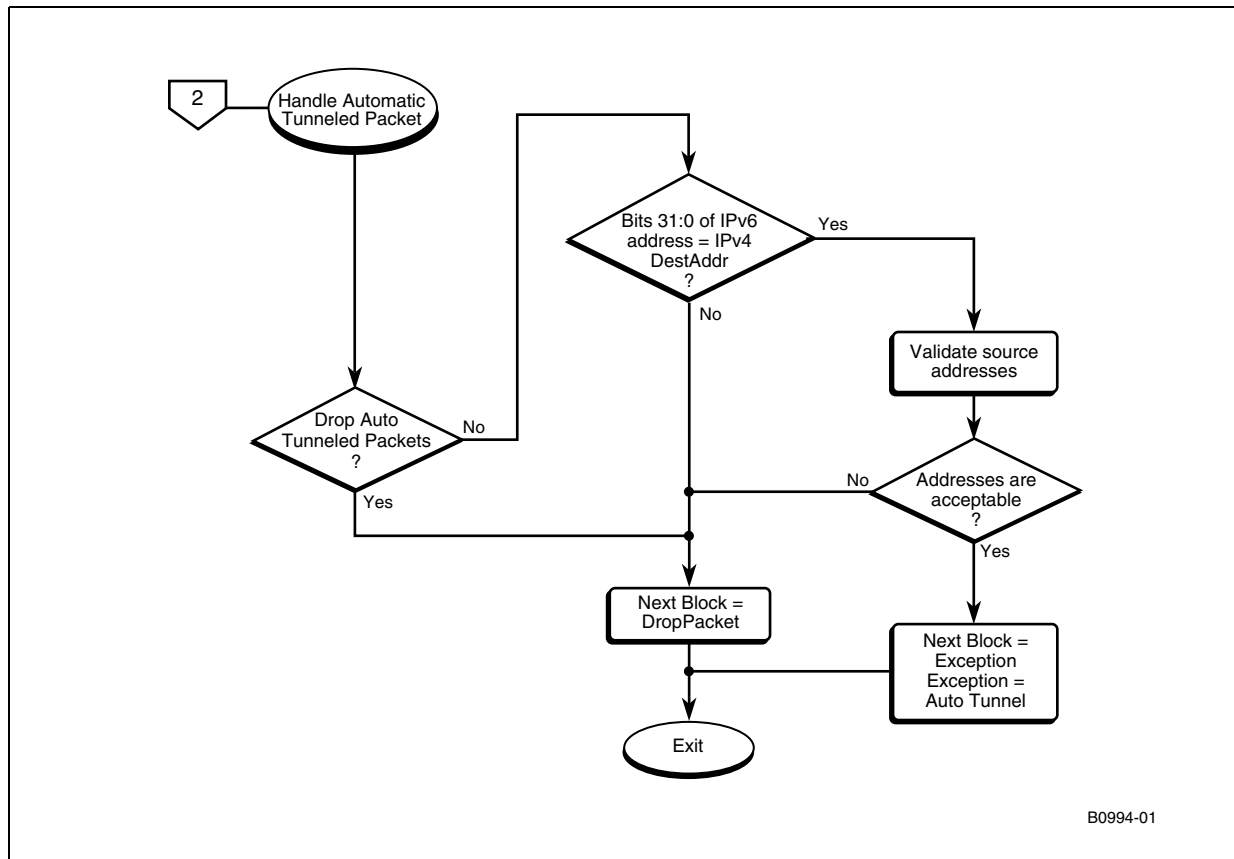 2
Handle Automatic
Tunneled Packet
Bits 31:0 of IPv6
address = IPv4
DestAddr
?
Yes
No
Validate source
addresses
Drop Auto
Tunneled Packets
?
No
Yes
Addresses are
acceptable
?
No
Yes
Next Block =
DropPacket
Next Block =
Exception
Exception =
Auto Tunnel
Exit
B0994-01